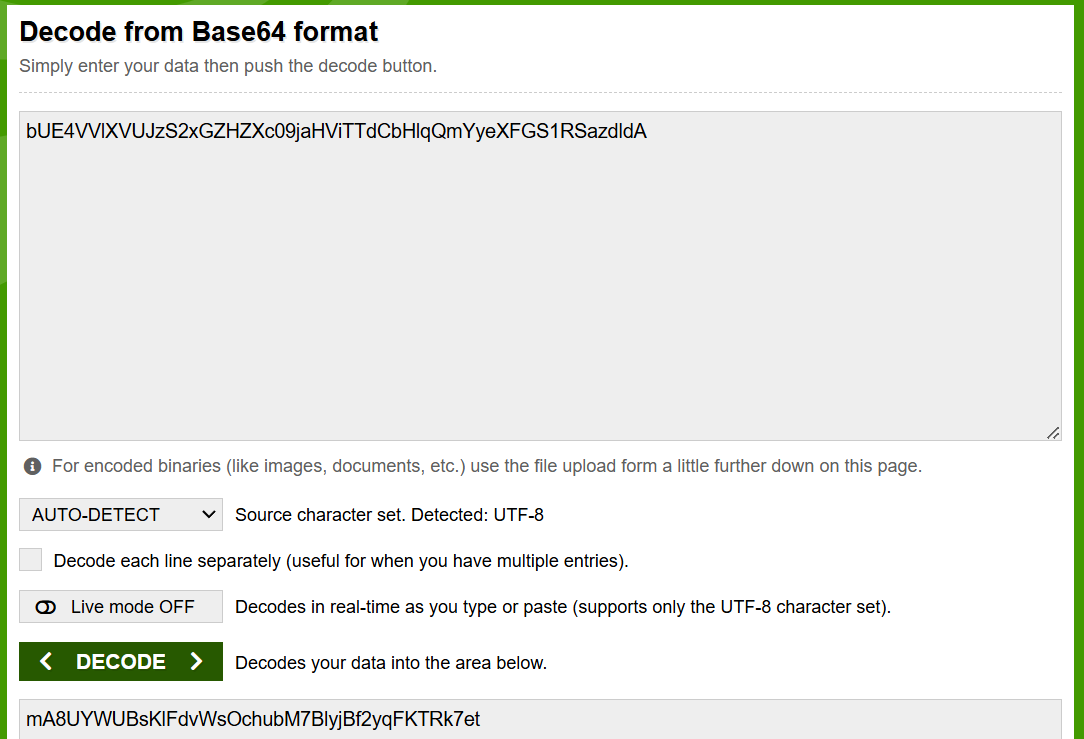 Decode from Base64 format
Simply enter your data then push the decode button.
bUE4VVlXVUJzS2xGZHZXc09jaHViTTdCbHlqQmYyeXFGS1RSazdldA
For encoded binaries (like images, documents, etc.) use the file upload form a little further down on this page.
AUTO-DETECT Source character set. Detected: UTF-8
Decode each line separately (useful for when you have multiple entries).
Live mode OFF Decodes in real-time as you type or paste (supports only the UTF-8 character set).
DECODE Decodes your data into the area below.
mA8UYWUBsKlFdvWsOchubM7BlyjBf2yqFKTRk7et